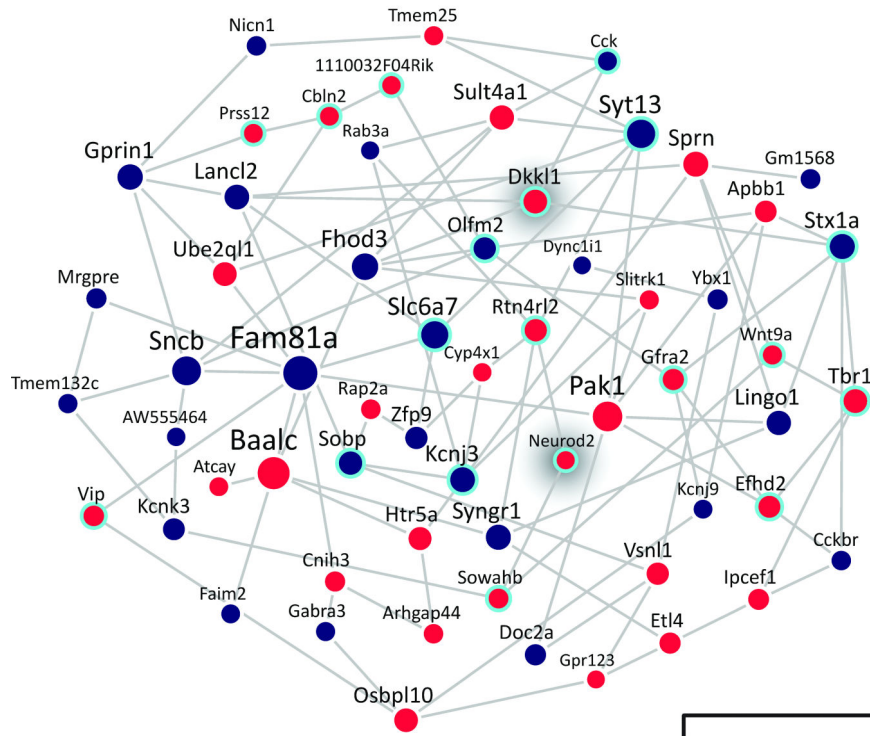 Nicn1
Tmem25
Cck
1110032F04Rik
Cbln2
Sult4a1
Syt13
Prss12
Rab3a
Sprn
Gprin1
Lancl2
Dkkl1
Gm1568
Apbb1
Olfm2
Stx1a
Ube2ql1
Fhod3
Dync1i1
Mrgpre
Slitrk1
Ybx1
Slc6a7
Rtn4rl2
Sncb
Fam81a
Cyp4x1
Gfra2
Wnt9a
Tmem132c
Rap2a
Pak1
Lingo1
Tbr1
AW555464
Zfp9
Baalc
Sobp
Kcnj3
Neurod2
Atcay
Vip
Kcnk3
Htr5a
Syngr1
Kcnj9
Efhd2
Cckbr
Cnih3
Sowahb
Vsnl1
Ipcef1
Faim2
Gabra3
Arhgap44
Doc2a
Etl4
Gpr123
Osbpl10